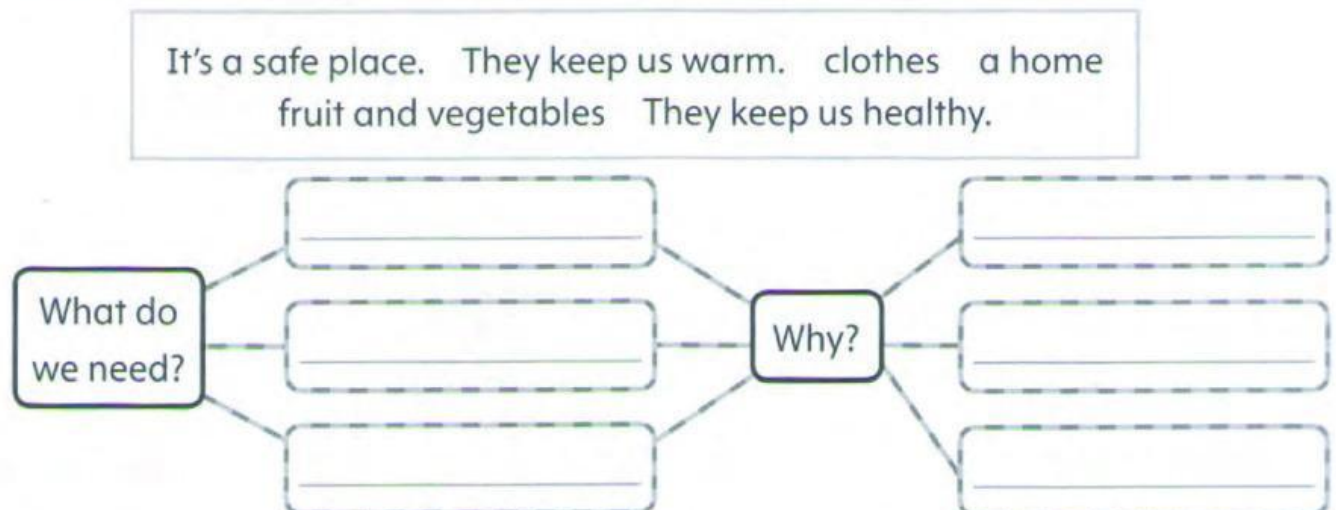 It's a safe place. They keep us warm. clothes a home
fruit and vegetables They keep us healthy.
What do
we need?
Why?